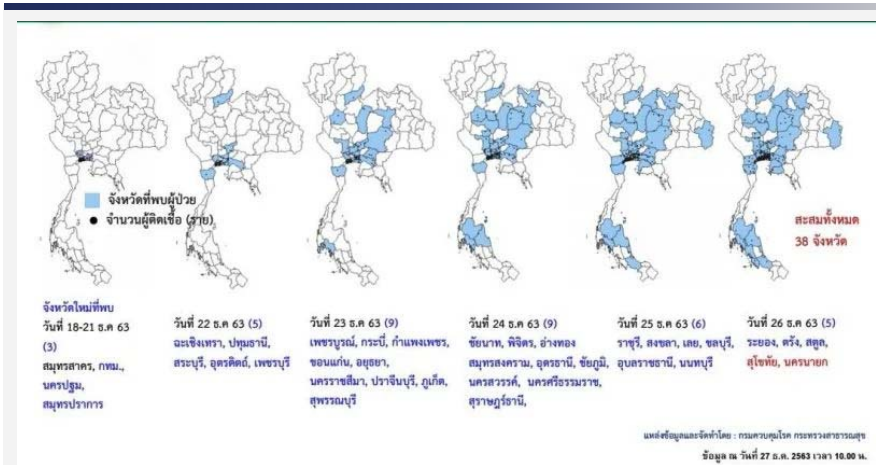 จังหวัดที่พบผู้ป่วย
จำนวนผู้ติดเชื้อ (ราย)
สะสมทั้งหมด
38 จังหวัด
จังหวัดใหม่ที่พบ
วันที่ 18-21 ธ.ค 63
(3)
สมุทรสาคร, กทม.,
นครปฐม,
สมุทรปราการ
วันที่ 22 ธ.ค 63 (5)
ฉะเชิงเทรา, ปทุมธานี,
สระบุรี, อุตรดิตถ์, เพชรบุรี
วันที่ 23 ธ.ค 63 (9)
เพชรบูรณ์, กระบี่, กำแพงเพชร,
ขอนแก่น, อยุธยา,
นครราชสีมา, ปราจีนบุรี, ภูเก็ต,
สุพรรณบุรี
วันที่ 24 ธ.ค 63 (9)
ชัยนาท, พิจิตร, อ่างทอง
สมุทรสงคราม, อุดรธานี, ชัยภูมิ,
นครสวรรค์, นครศรีธรรมราช,
สุราษฎร์ธานี,
วันที่ 25 ธ.ค 63 (6)
ราชบุรี, สงขลา, เลย, ชลบุรี,
อุบลราชธานี, นนทบุรี
วันที่ 26 ธ.ค 63 (5)
ระยอง, ตรัง, สตูล,
สุโขทัย, นครนายก
แหล่งข้อมูลและจัดทำโดย : กรมควบคุมโรค กระทรวงสาธารณสุข
ข้อมูล ณ วันที่ 27 ธ.ค. 2563 เวลา 10.00 น.